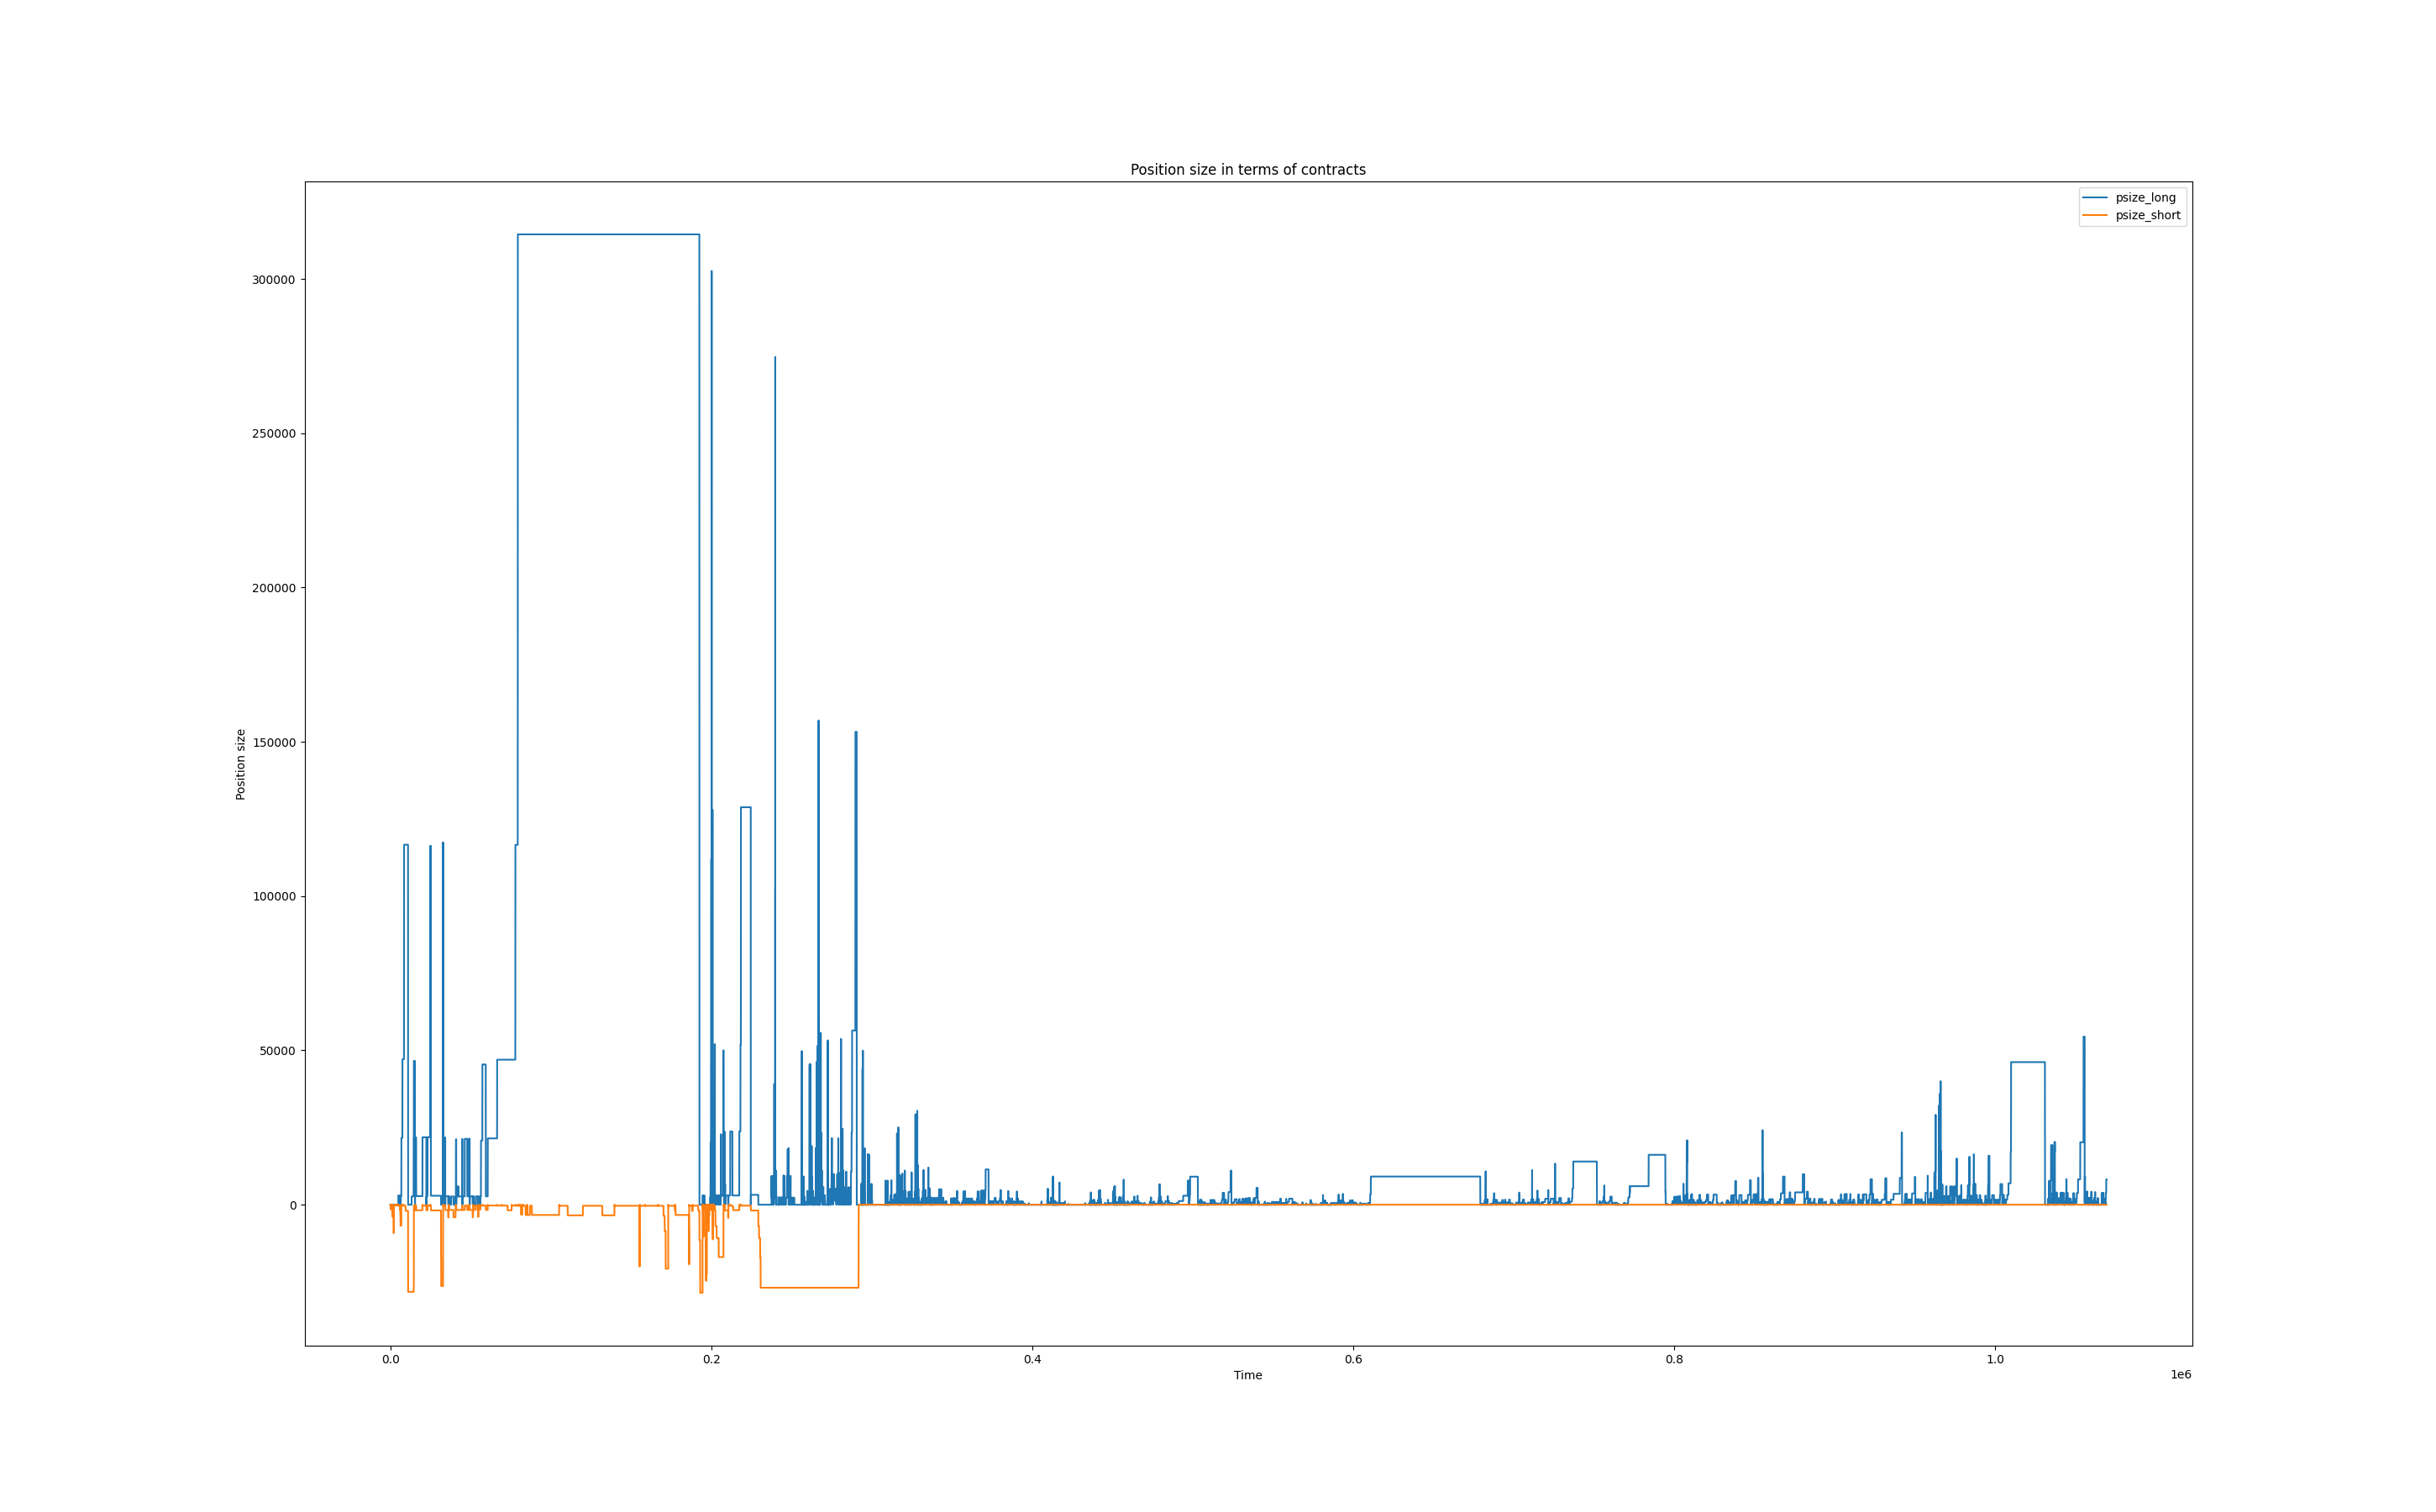 Position size in terms of contracts
psize_long
psize_short
300000
250000
200000
150000
100000
50000
0
Position size
0.0 0.2 0.4 0.6 0.8 1.0
Time
1e6